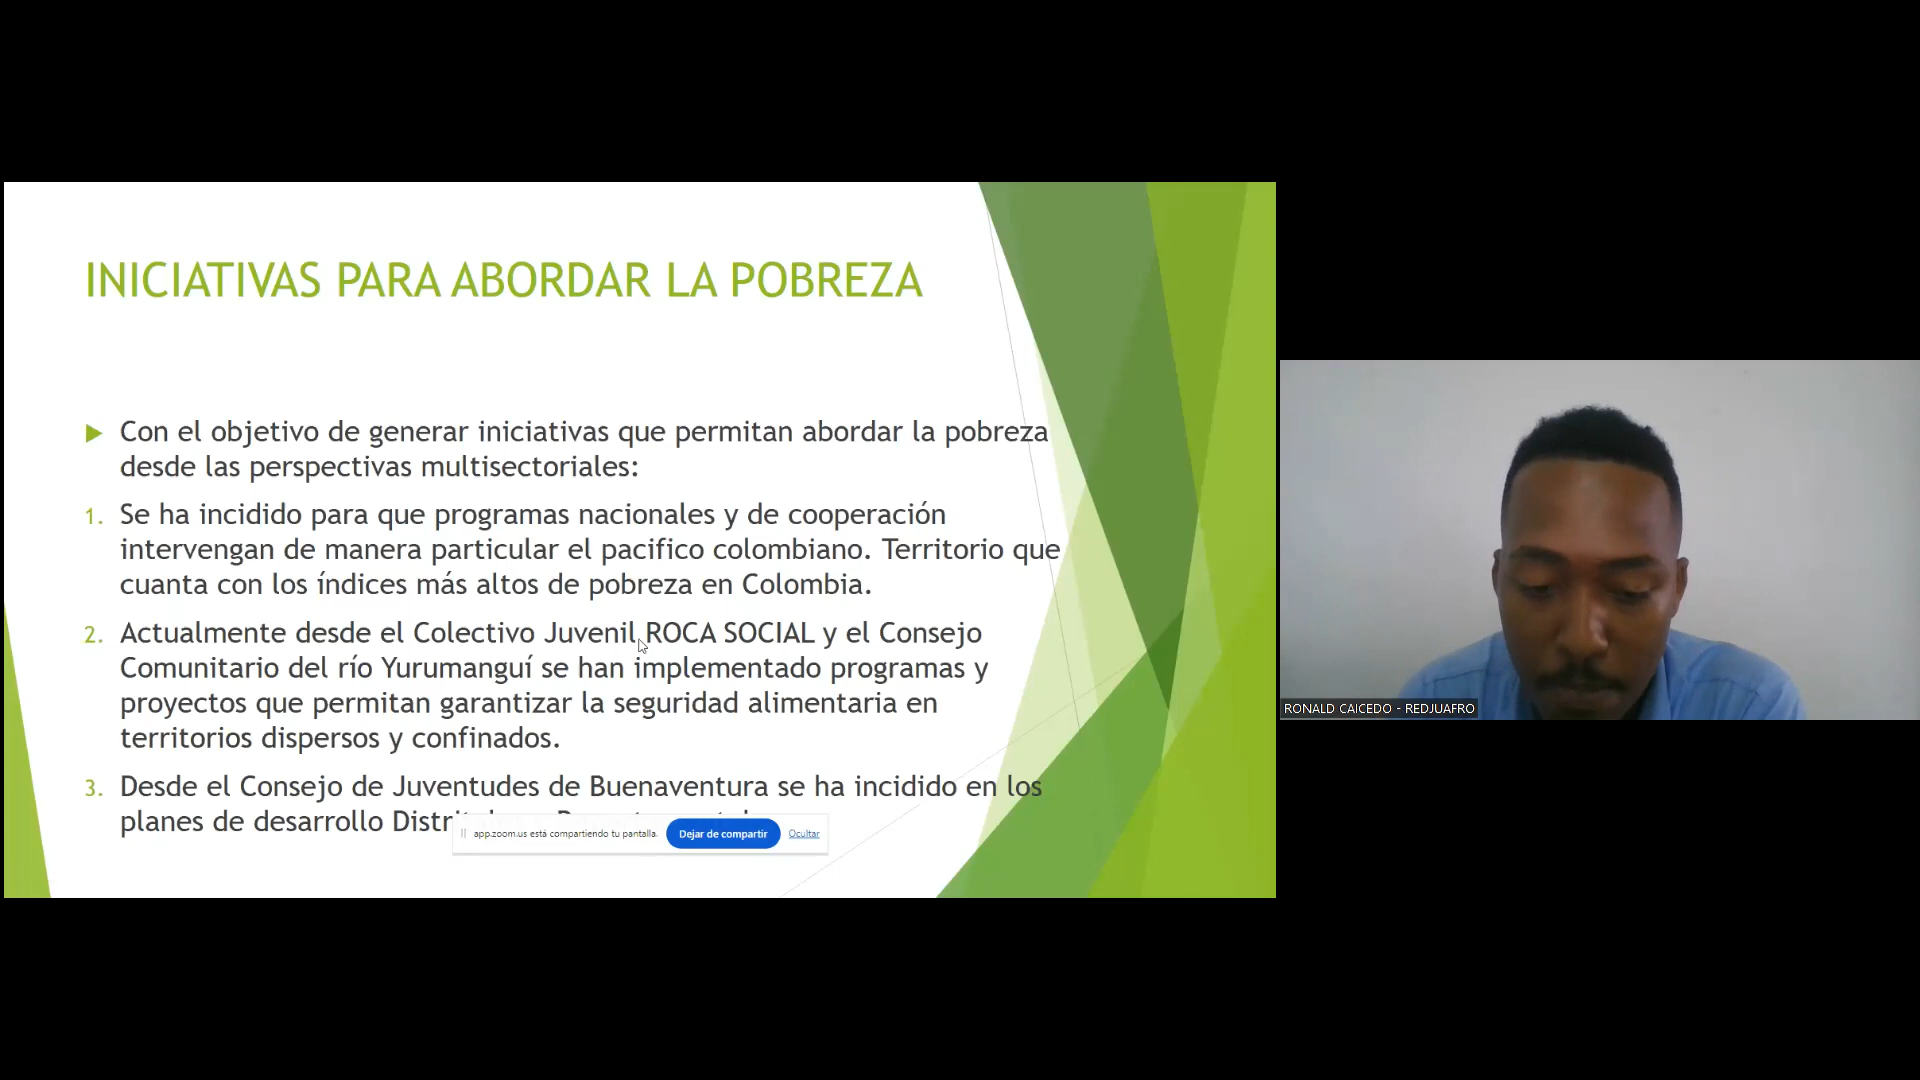 INICIATIVAS PARA ABORDAR LA POBREZA
Con el objetivo de generar iniciativas que permitan abordar la pobreza
desde las perspectivas multisectoriales:
1. Se ha incidido para que programas nacionales y de cooperación
intervengan de manera particular el pacifico colombiano. Territorio que
cuanta con los índices más altos de pobreza en Colombia.
2. Actualmente desde el Colectivo Juvenil ROCA SOCIAL y el Consejo
Comunitario del río Yurumanguí se han implementado programas y
proyectos que permitan garantizar la seguridad alimentaria en
territorios dispersos y confinados.
3. Desde el Consejo de Juventudes de Buenaventura se ha incidido en los
planes de desarrollo
app.zoom.us está compartiendo tu pantalla. Dejar de compartir Ocultar
RONALD CAICEDO - REDJUAFRO